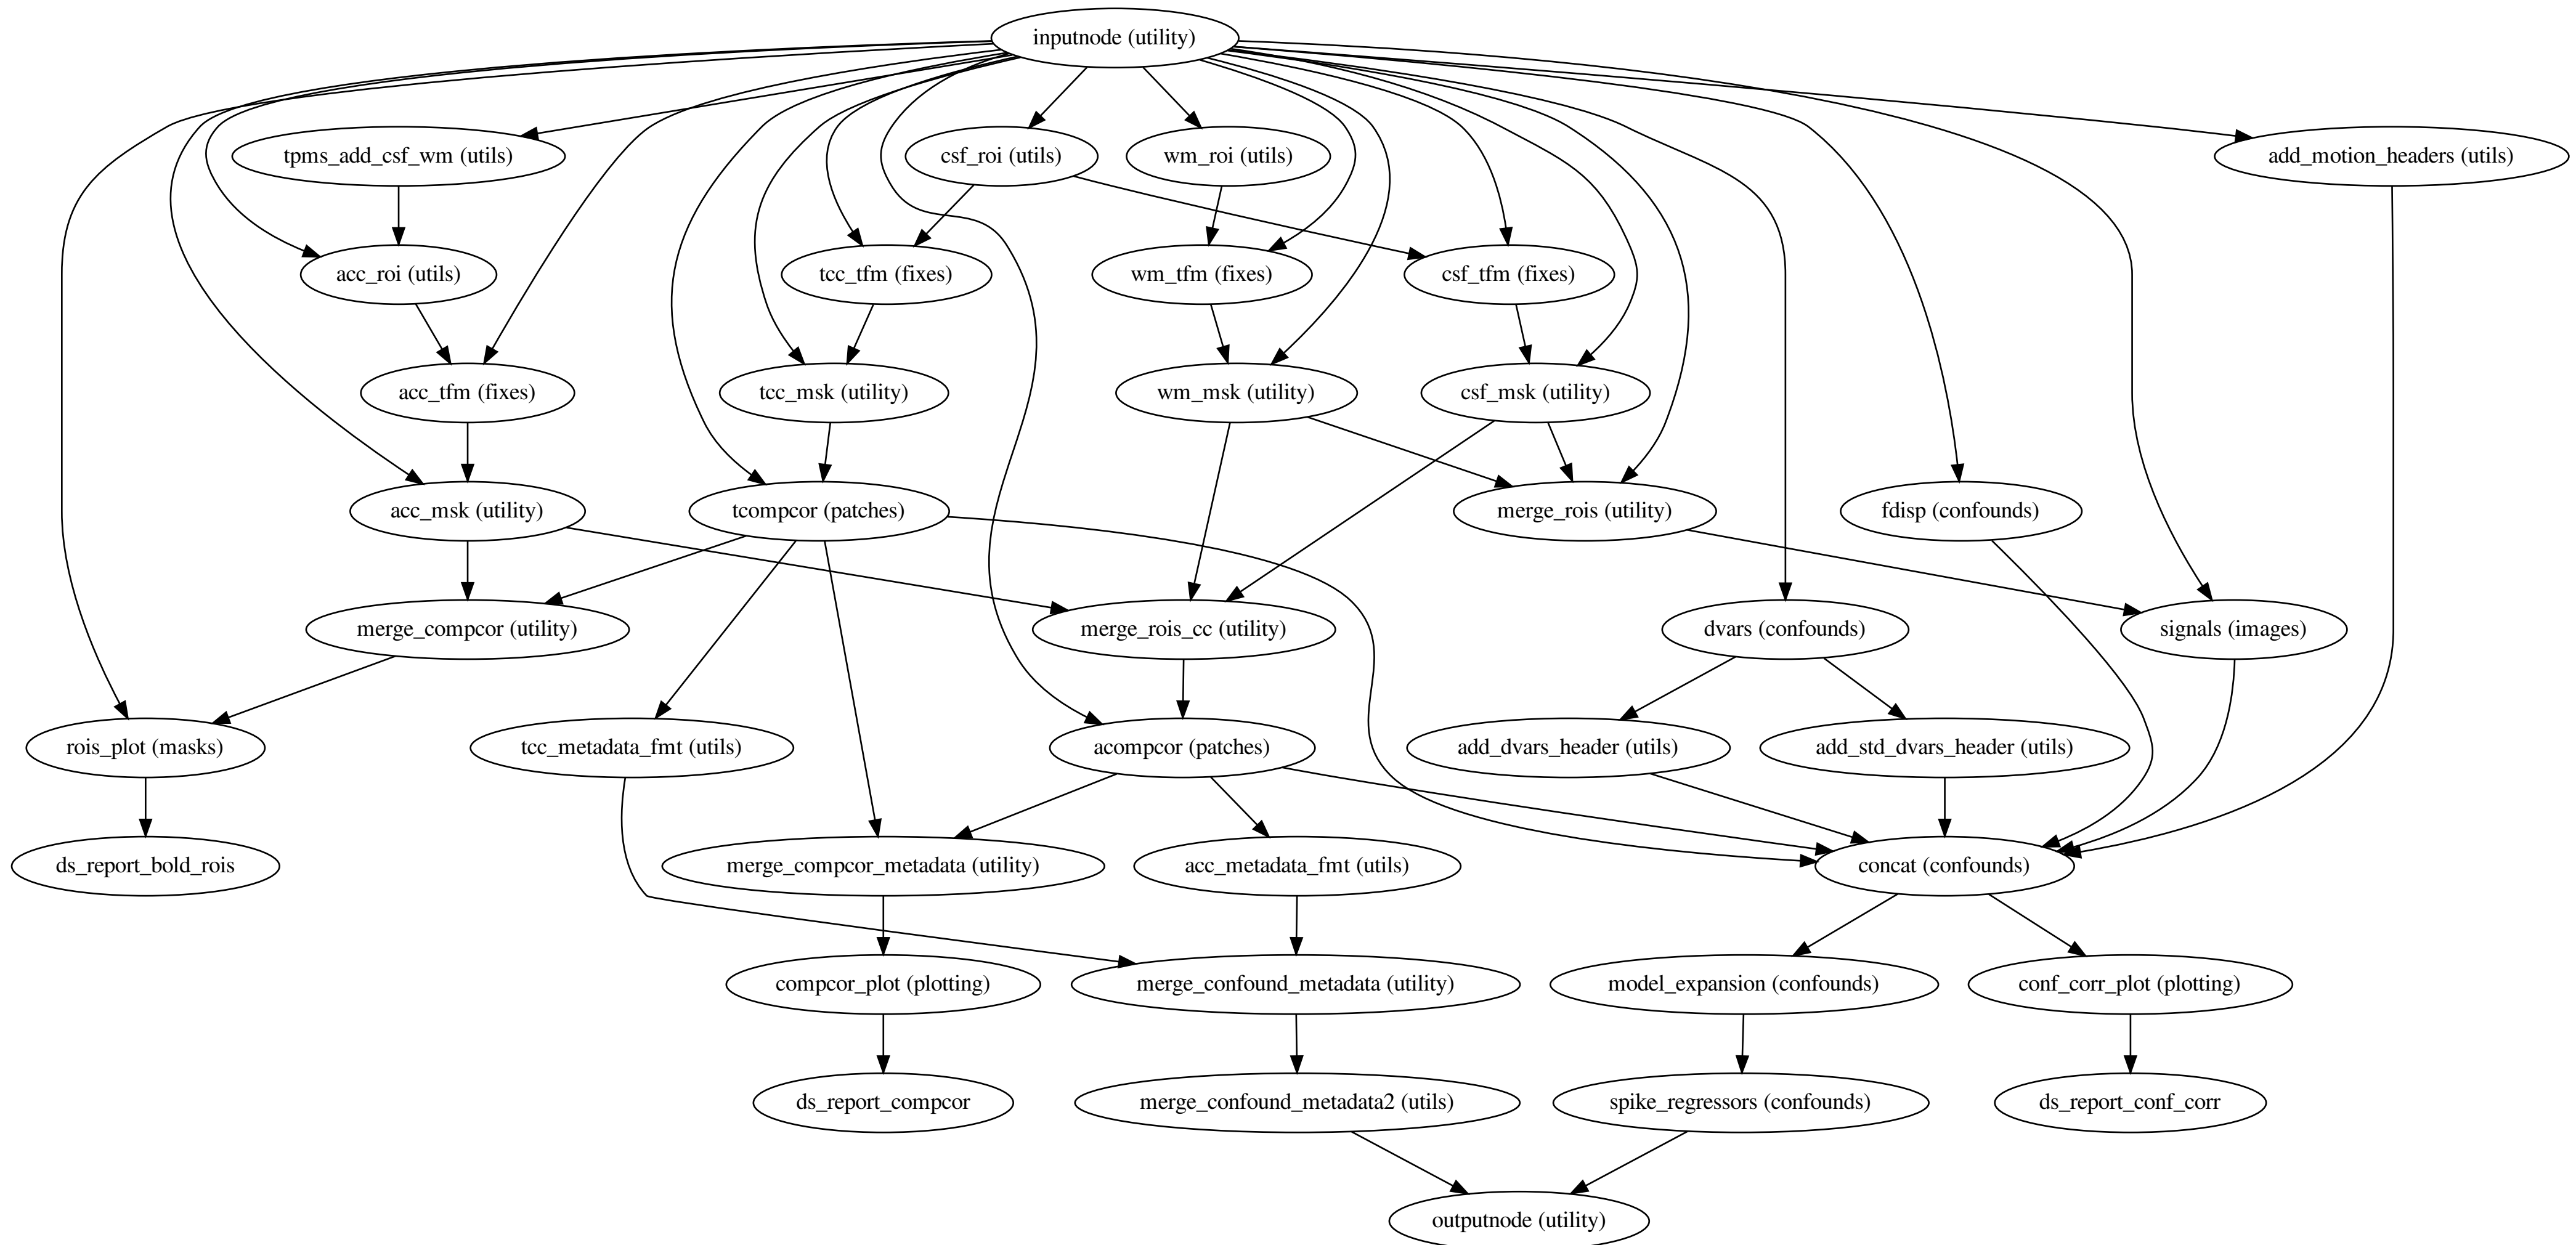 inputnode (utility)
tpms_add_csf_wm (utils)
csf_roi (utils)
wm_roi (utils)
add_motion_headers (utils)
acc_roi (utils)
tcc_tfm (fixes)
wm_tfm (fixes)
csf_tfm (fixes)
acc_tfm (fixes)
tcc_msk (utility)
wm_msk (utility)
csf_msk (utility)
acc_msk (utility)
tcompcor (patches)
merge_rois (utility)
fdisp (confounds)
merge_compcor (utility)
merge_rois_cc (utility)
dvars (confounds)
signals (images)
rois_plot (masks)
tcc_metadata_fmt (utils)
acompcor (patches)
add_dvars_header (utils)
add_std_dvars_header (utils)
ds_report_bold_rois
merge_compcor_metadata (utility)
acc_metadata_fmt (utils)
concat (confounds)
compcor_plot (plotting)
merge_confound_metadata (utility)
model_expansion (confounds)
conf_corr_plot (plotting)
ds_report_compcor
merge_confound_metadata2 (utils)
spike_regressors (confounds)
ds_report_conf_corr
outputnode (utility)